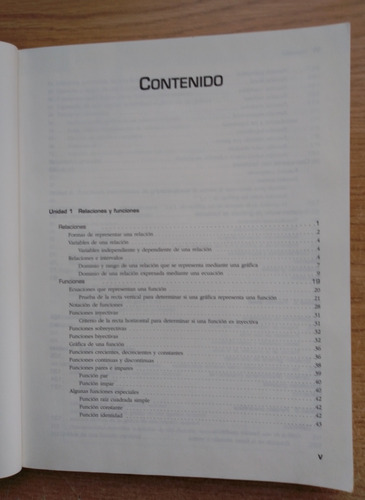 CONTENIDO
Unidad 1 Relaciones y funciones
Relaciones 1
Formas de representar una relación 2
Variables de una relación 4
Variables independiente y dependiente de una relación 4
Relaciones e intervalos 4
Dominio y rango de una relación que se representa mediante una gráfica 7
Dominio de una relación expresada mediante una ecuación 9
Funciones 19
Ecuaciones que representan una función 20
Prueba de la recta vertical para determinar si una gráfica representa una función 21
Notación de funciones 28
Funciones inyectivas 31
Criterio de la recta horizontal para determinar si una función es inyectiva 31
Funciones sobreyectivas 32
Funciones biyectivas 32
Gráfica de una función 36
Funciones crecientes, decrecientes y constantes 36
Funciones continuas y discontinuas 38
Funciones pares e impares 39
Función par 40
Función impar 40
Algunas funciones especiales 42
Función raíz cuadrada simple 42
Función constante 42
Función identidad 43
V